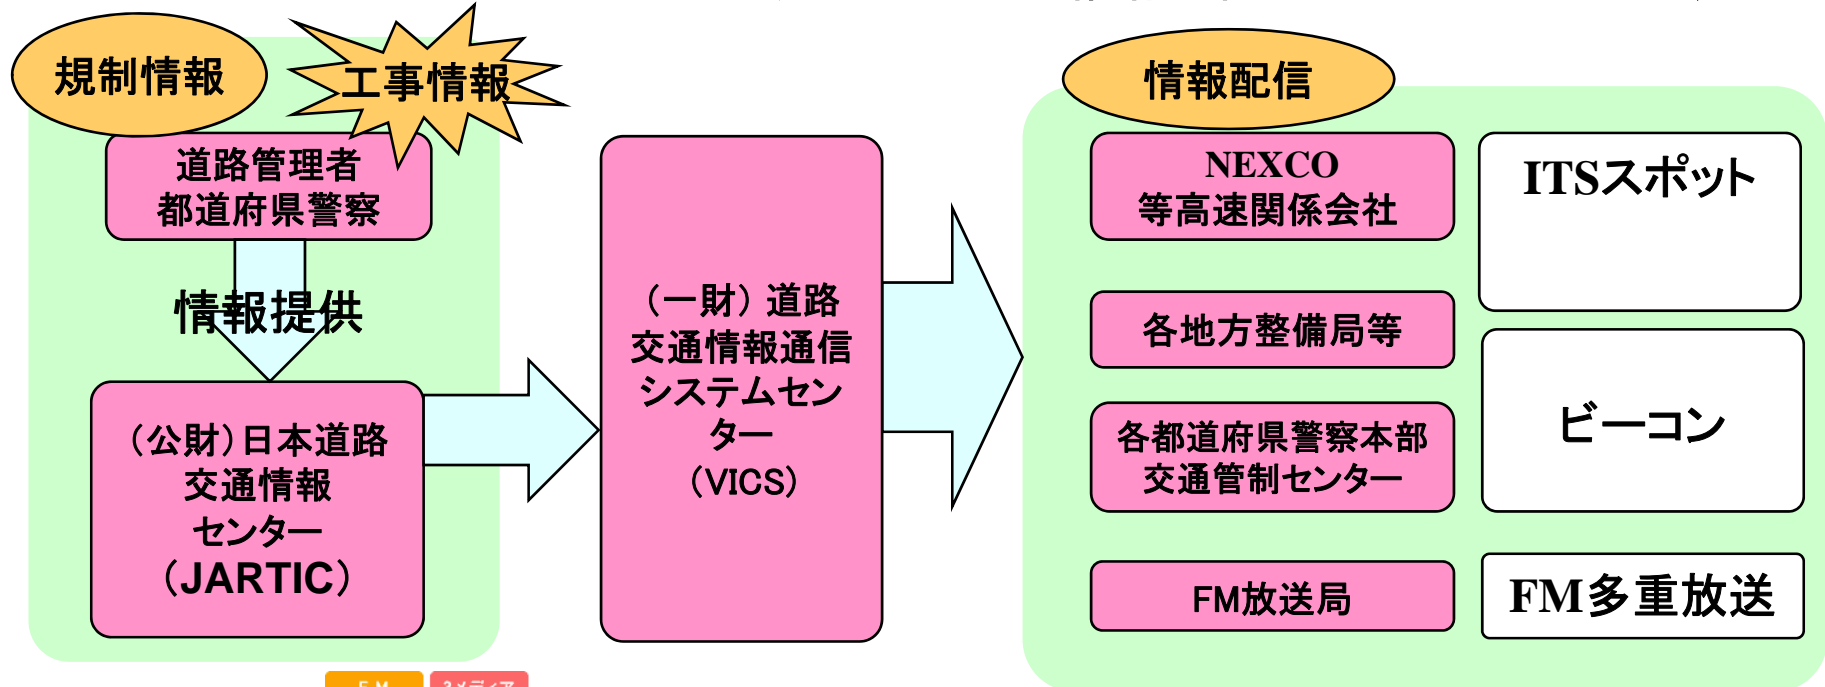 規制情報
工事情報
道路管理者
都道府県警察
情報提供
（公財）日本道路
交通情報
センター
（JARTIC）
（一財）道路
交通情報通信
システムセン
ター
（VICS）
情報配信
NEXCO
等高速関係会社
各地方整備局等
各都道府県警察本部
交通管制センター
FM放送局
ITSスポット
ビーコン
FM多重放送